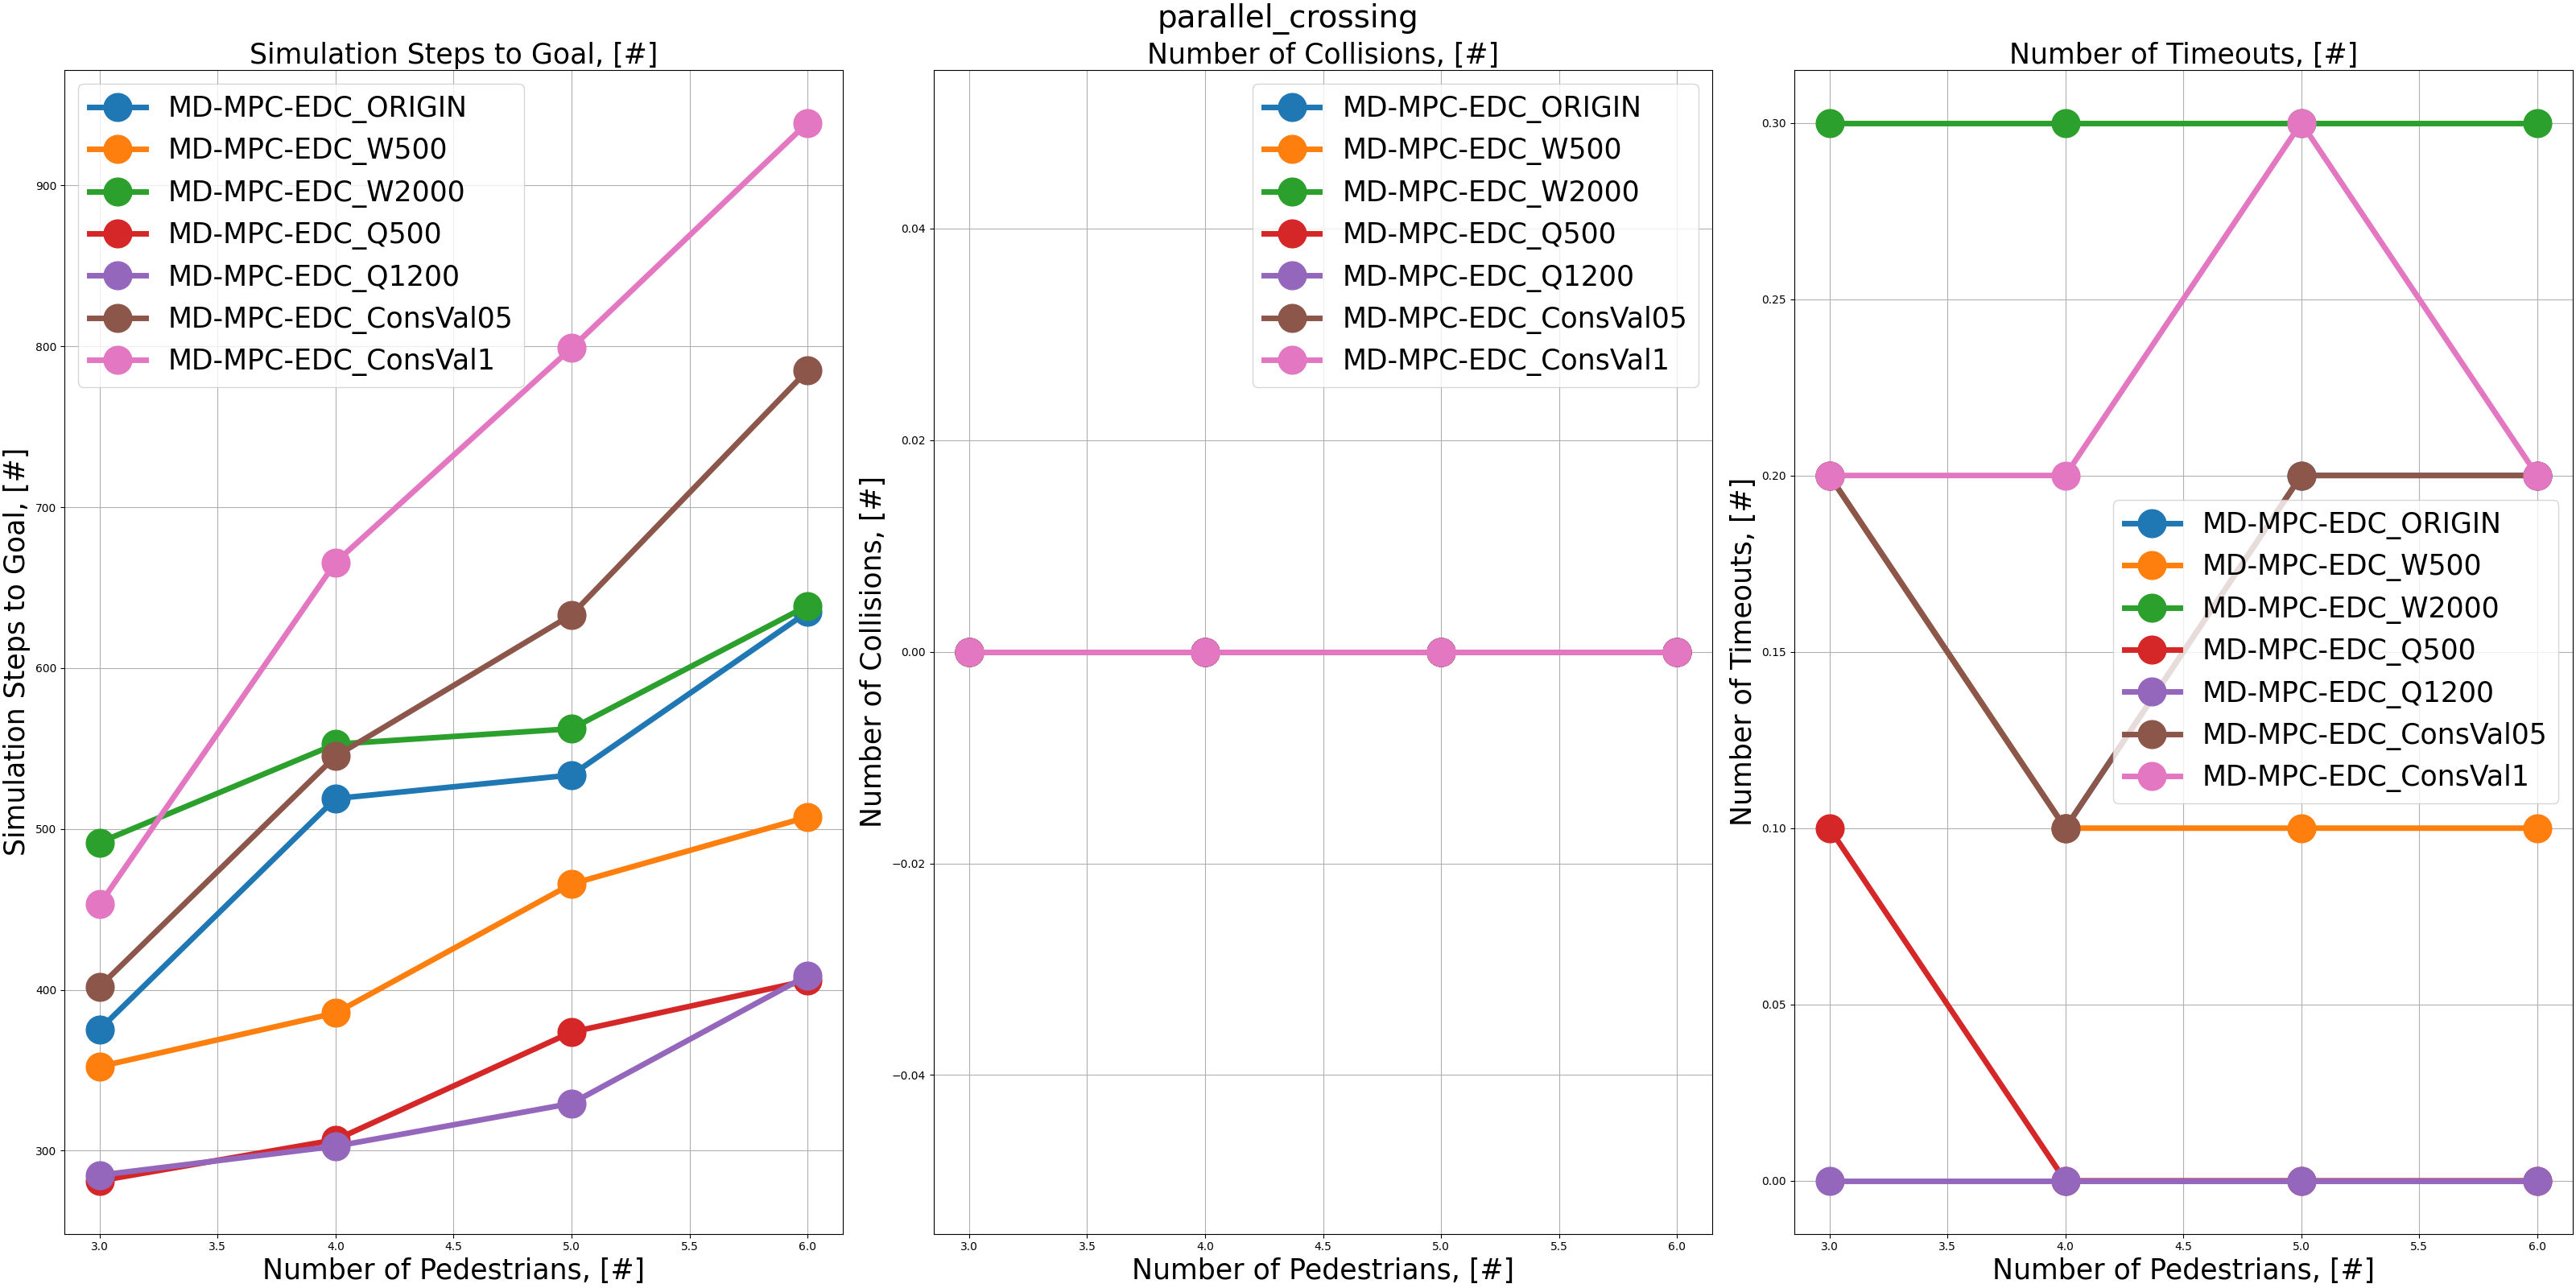 parallel_crossing
Simulation Steps to Goal, [#]
MD-MPC-EDC_ORIGIN
MD-MPC-EDC_W500
MD-MPC-EDC_W2000
MD-MPC-EDC_Q500
MD-MPC-EDC_Q1200
MD-MPC-EDC_ConsVal05
MD-MPC-EDC_ConsVal1
Simulation Steps to Goal, [#]
900
800
700
600
500
400
300
3.0 3.5 4.0 4.5 5.0 5.5 6.0
Number of Pedestrians, [#]
Number of Collisions, [#]
MD-MPC-EDC_ORIGIN
MD-MPC-EDC_W500
MD-MPC-EDC_W2000
MD-MPC-EDC_Q500
MD-MPC-EDC_Q1200
MD-MPC-EDC_ConsVal05
MD-MPC-EDC_ConsVal1
Number of Collisions, [#]
0.04
0.02
0.00
−0.02
−0.04
3.0 3.5 4.0 4.5 5.0 5.5 6.0
Number of Pedestrians, [#]
Number of Timeouts, [#]
Number of Timeouts, [#]
0.30
0.25
0.20
0.15
0.10
0.05
0.00
MD-MPC-EDC_ORIGIN
MD-MPC-EDC_W500
MD-MPC-EDC_W2000
MD-MPC-EDC_Q500
MD-MPC-EDC_Q1200
MD-MPC-EDC_ConsVal05
MD-MPC-EDC_ConsVal1
3.0 3.5 4.0 4.5 5.0 5.5 6.0
Number of Pedestrians, [#]